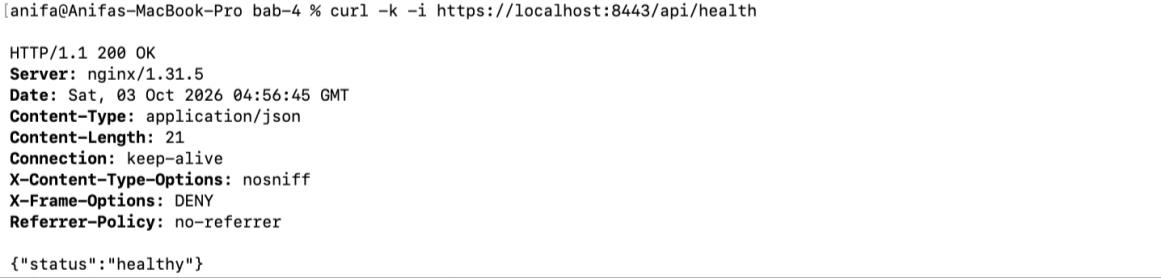 [anifa@Anifas-MacBook-Pro bab-4 % curl -k -i https://localhost:8443/api/health
HTTP/1.1 200 OK
Server: nginx/1.31.5
Date: Sat, 03 Oct 2026 04:56:45 GMT
Content-Type: application/json
Content-Length: 21
Connection: keep-alive
X-Content-Type-Options: nosniff
X-Frame-Options: DENY
Referrer-Policy: no-referrer
{"status":"healthy"}